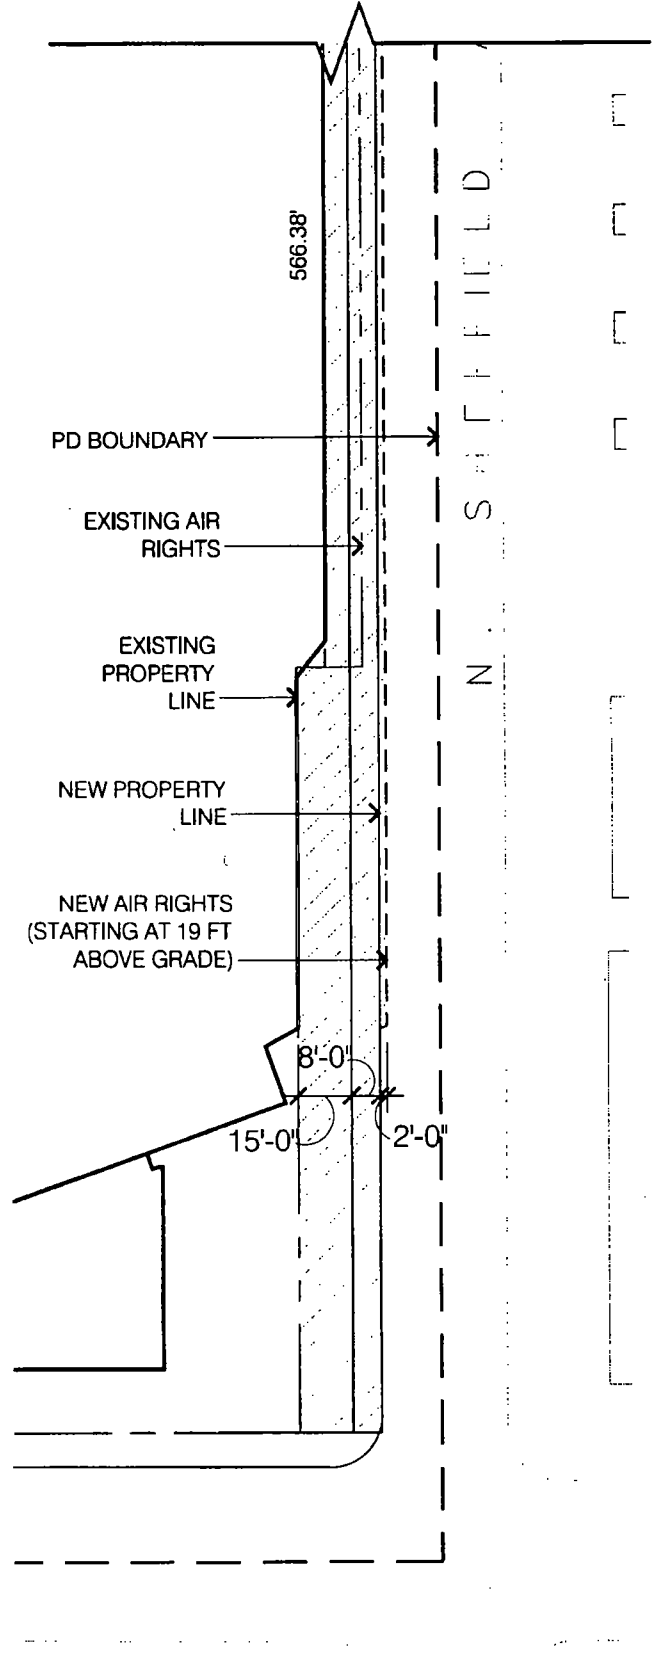 566.38'
PD BOUNDARY
EXISTING AIR
RIGHTS
EXISTING
PROPERTY
LINE
NEW PROPERTY
LINE
NEW AIR RIGHTS
(STARTING AT 19 FT
ABOVE GRADE)
8'-0"
15'-0"
2'-0"
N.